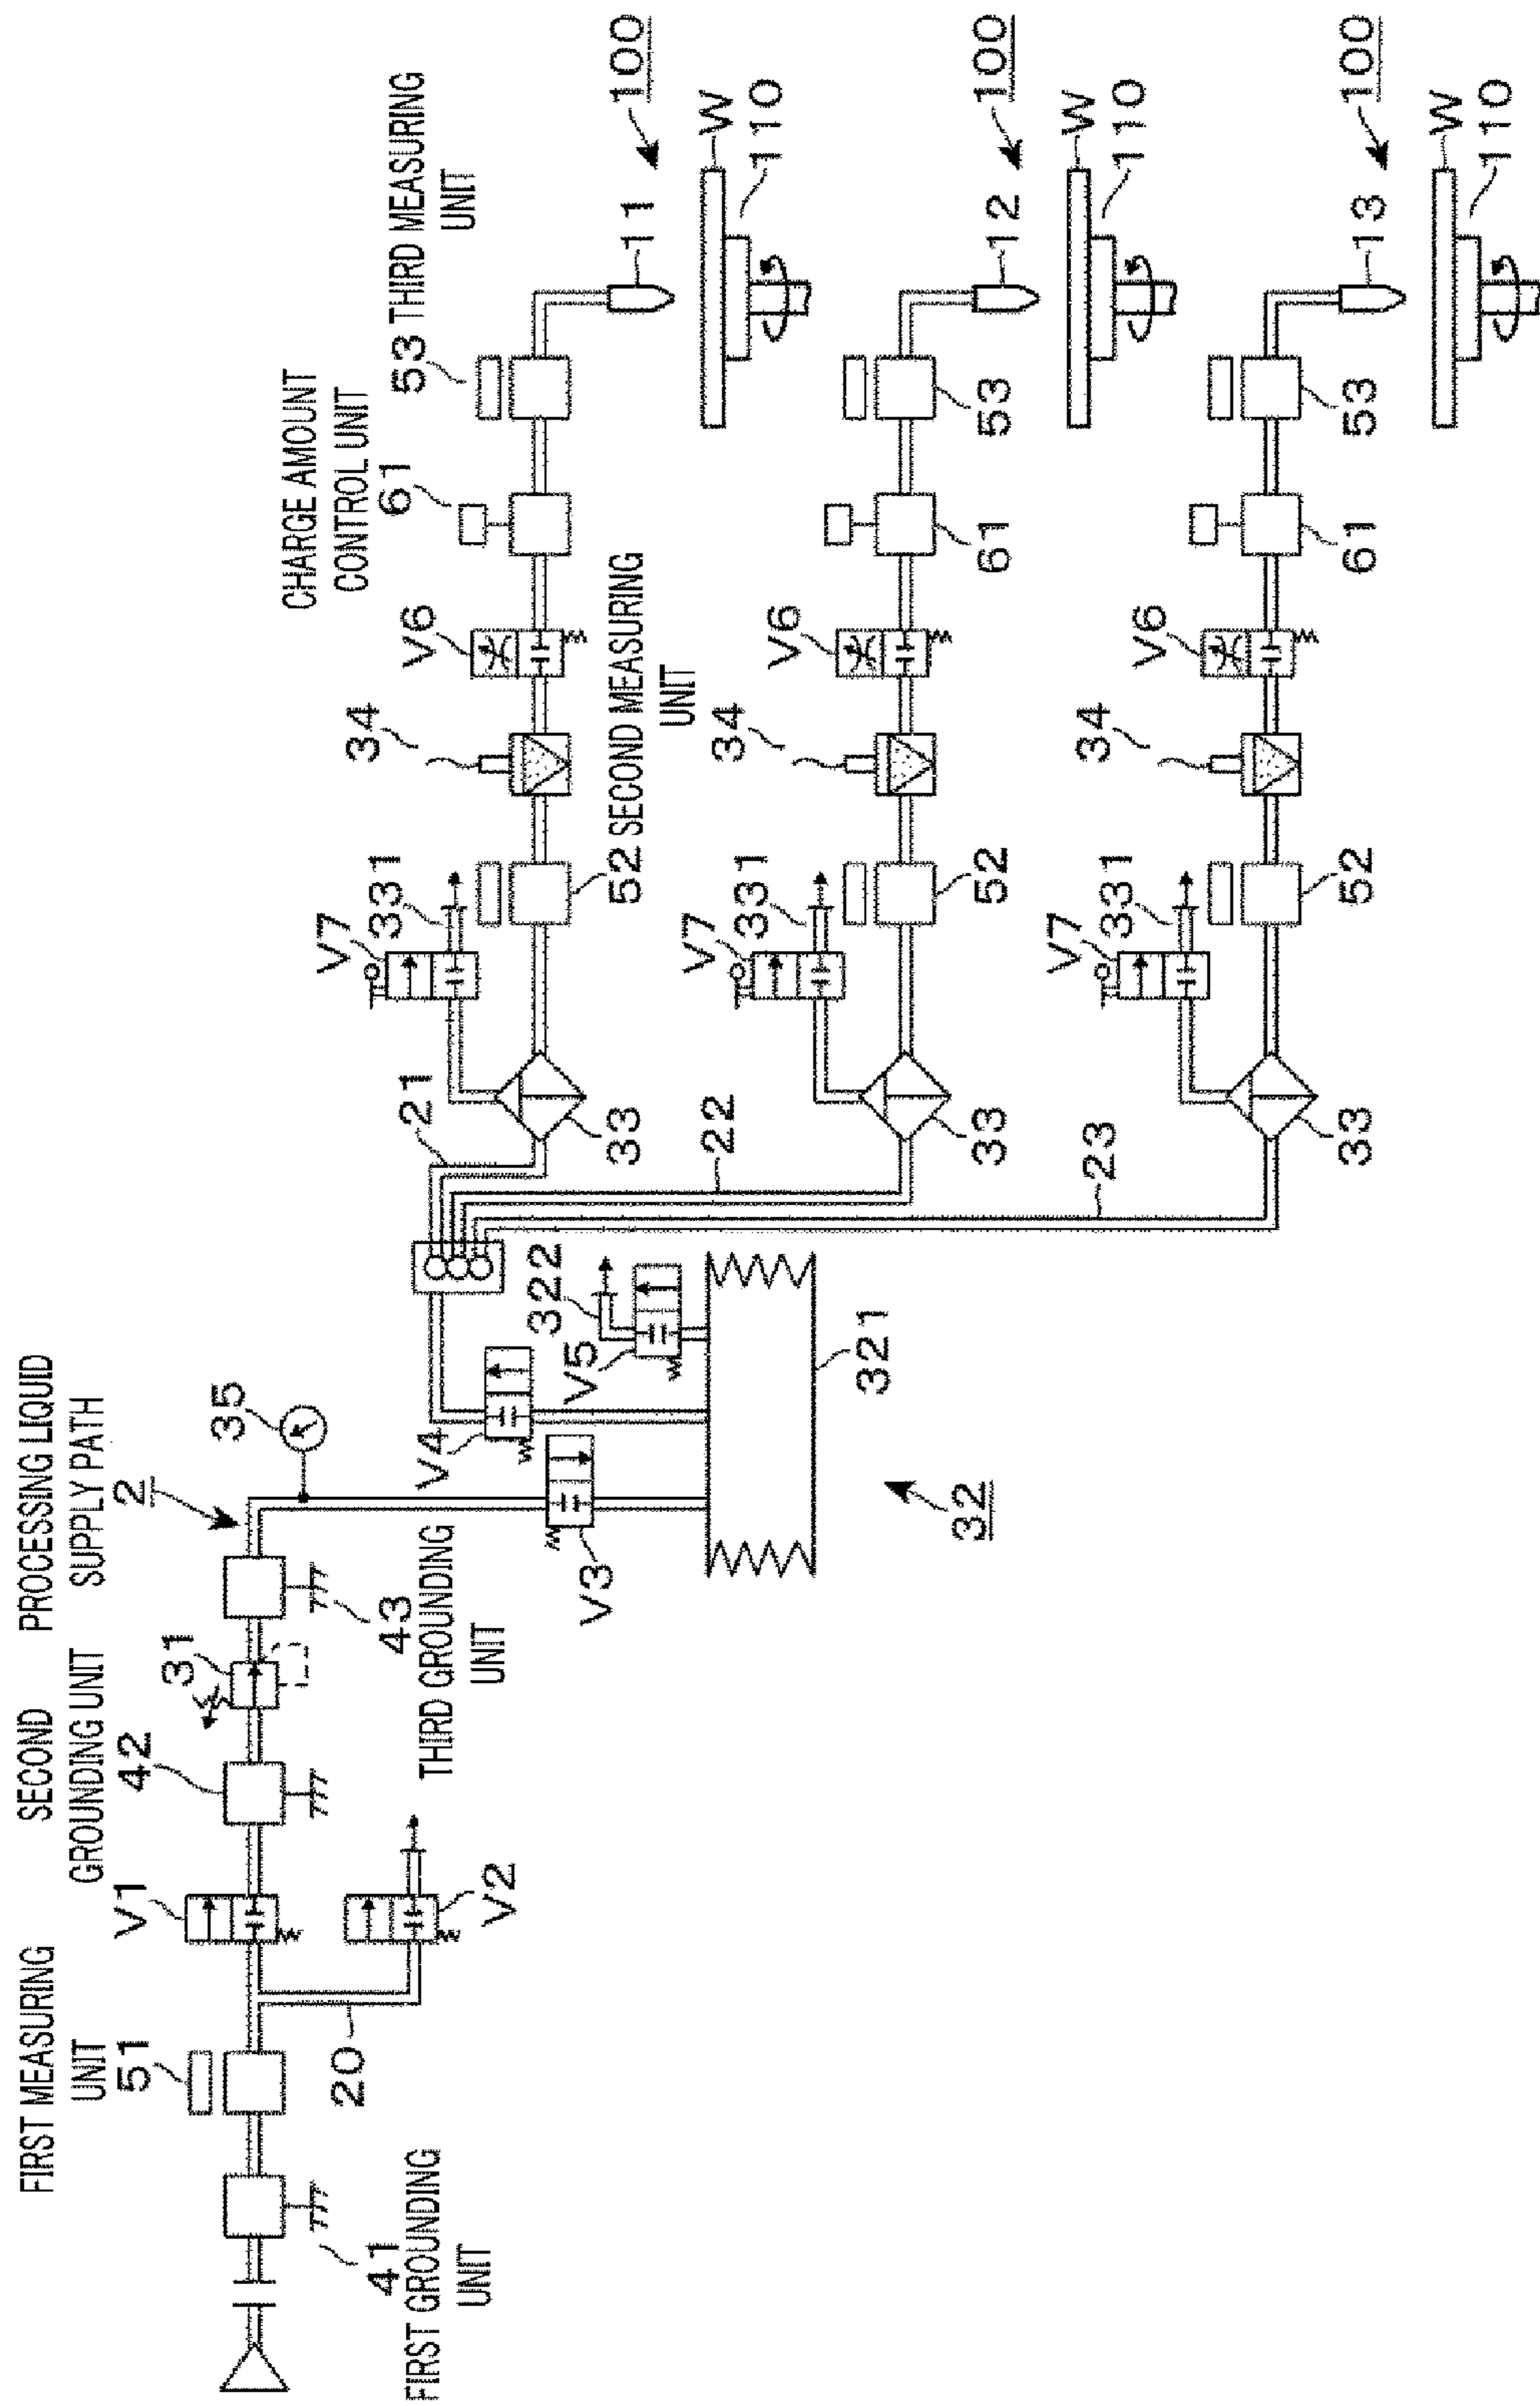 FIRST MEASURING
UNIT
51
V1
SECOND
GROUNDING UNIT
42
31
PROCESSING LIQUID
SUPPLY PATH
2
35
41
FIRST GROUNDING
UNIT
20
V2
43
THIRD GROUNDING
UNIT
V3
V4
V5
322
321
32
21
22
23
CHARGE AMOUNT
CONTROL UNIT
61
53 THIRD MEASURING
UNIT
V7
331
34
V6
33
52 SECOND MEASURING
UNIT
11
100
W
110
V7
331
34
V6
33
52
61
53
12
100
W
110
V7
331
34
V6
33
52
61
53
13
100
W
110